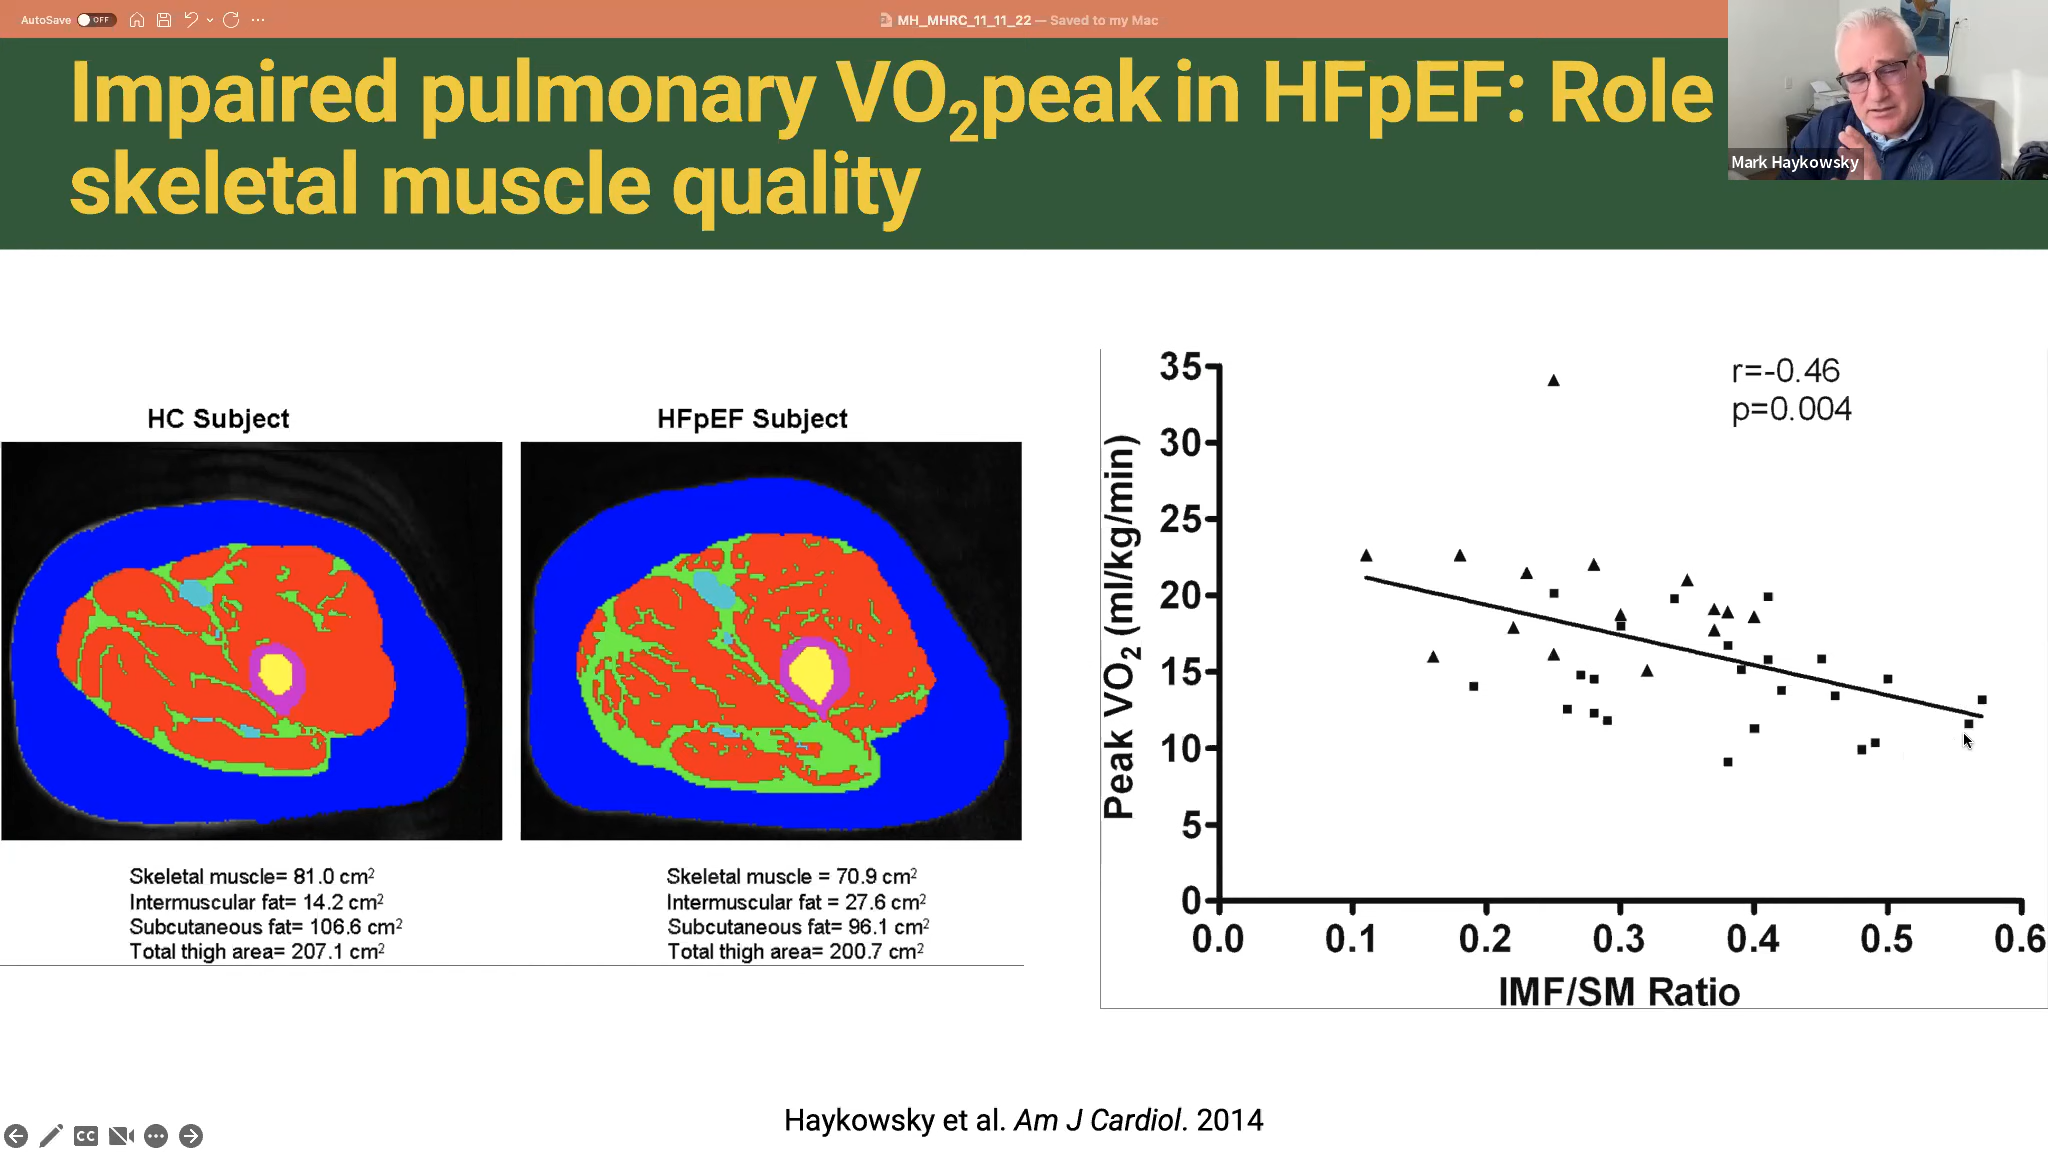 AutoSave OFF
MH_MHRC_11_11_22 — Saved to my Mac
Impaired pulmonary VO₂peak in HFpEF: Role
skeletal muscle quality
Mark Haykowsky
HC Subject
HFpEF Subject
Skeletal muscle= 81.0 cm²
Intermuscular fat= 14.2 cm²
Subcutaneous fat= 106.6 cm²
Total thigh area= 207.1 cm²
Skeletal muscle = 70.9 cm²
Intermuscular fat = 27.6 cm²
Subcutaneous fat= 96.1 cm²
Total thigh area= 200.7 cm²
Peak VO₂ (ml/kg/min)
35
30
25
20
15
10
5
0
r=-0.46
p=0.004
0.0 0.1 0.2 0.3 0.4 0.5 0.6
IMF/SM Ratio
Haykowsky et al. Am J Cardiol. 2014
CC